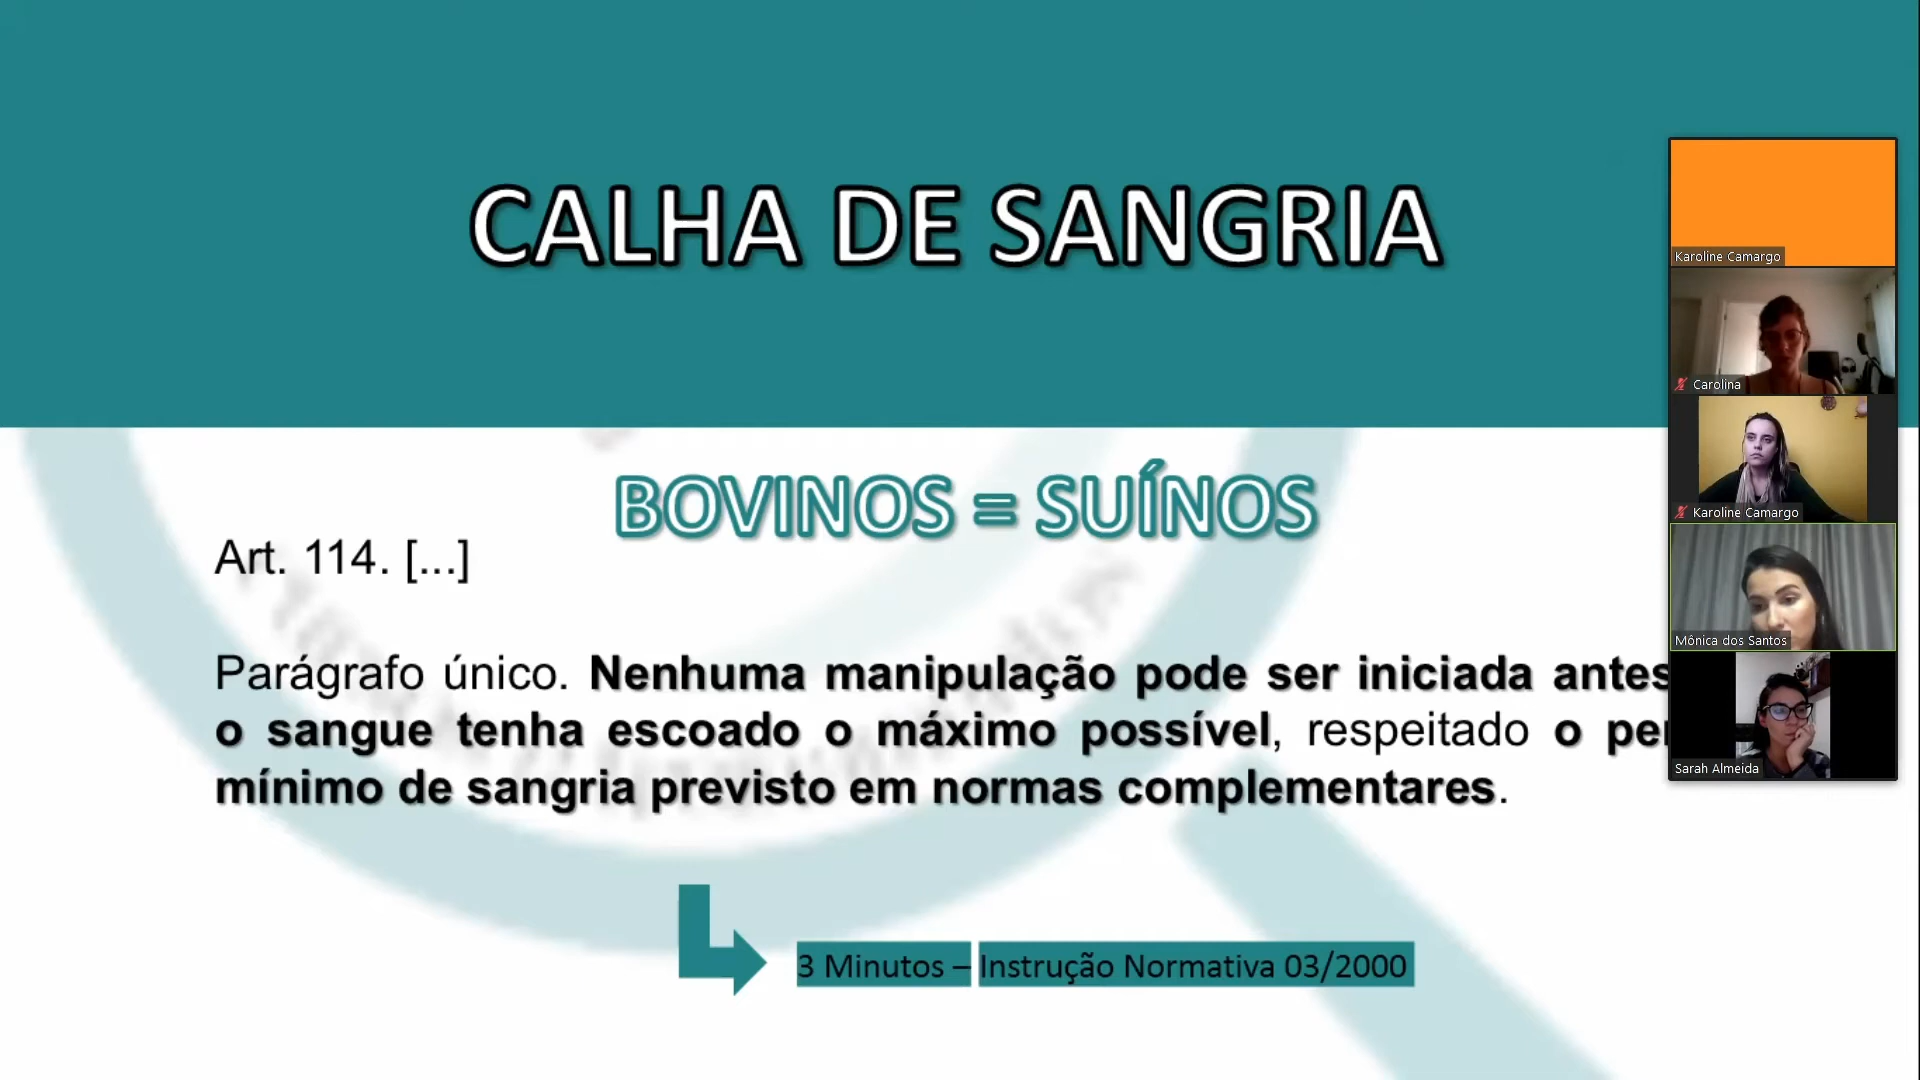 CALHA DE SANGRIA
BOVINOS = SUÍNOS
Art. 114. [...]
Parágrafo único. Nenhuma manipulação pode ser iniciada antes
o sangue tenha escoado o máximo possível, respeitado o
mínimo de sangria previsto em normas complementares.
3 Minutos – Instrução Normativa 03/2000
Karoline Camargo
Carolina
Karoline Camargo
Mônica dos Santos
Sarah Almeida